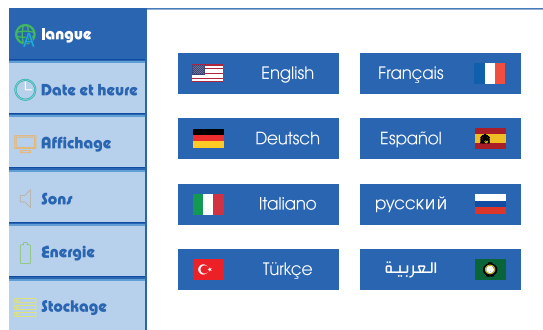 langue
Date et heure
Affichage
Sons
Energie
Stockage
English
Français
Deutsch
Español
Italiano
русский
Türkçe
العربية